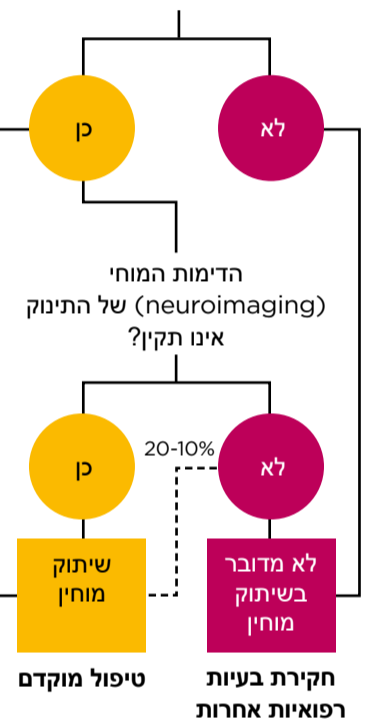 כן
לא
הדימות המוחי
(neuroimaging) של התינוק
אינו תקין?
20-10%
כן
לא
שיתוק
מוחין
לא מדובר
בשיתוק
מוחין
טיפול מוקדם
חקירת בעיות
רפואיות אחרות